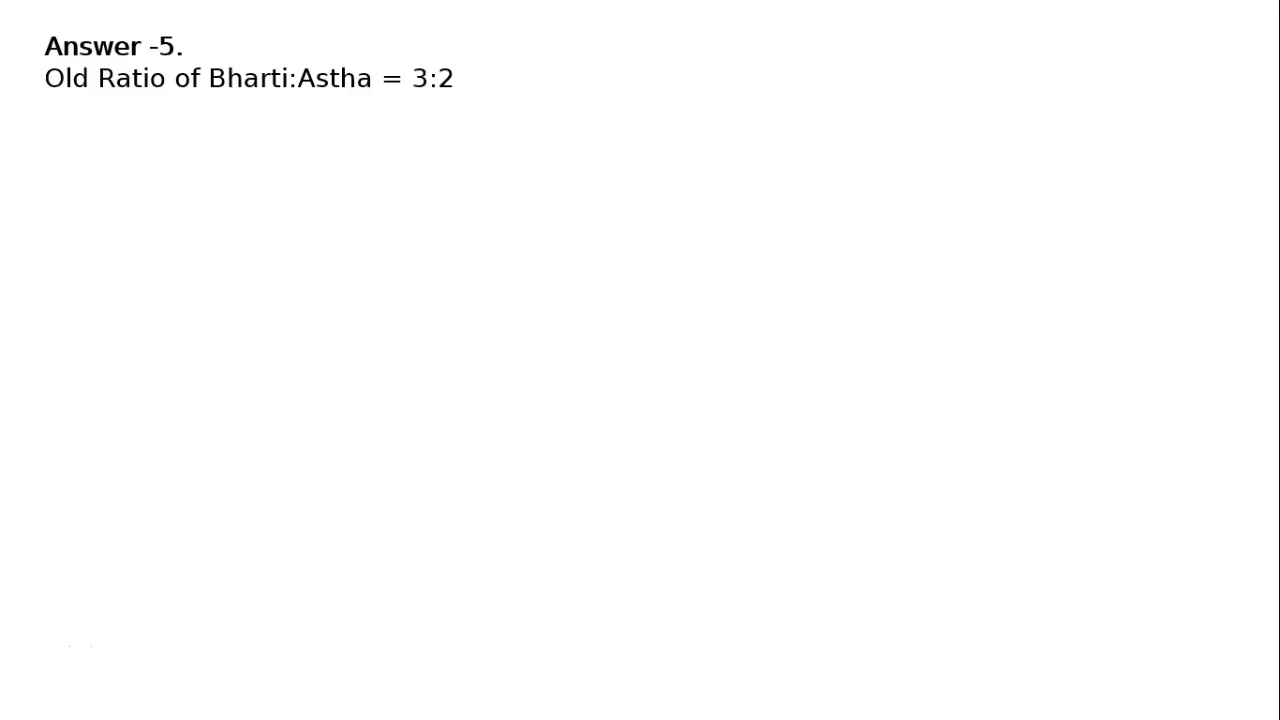 Answer -5.
Old Ratio of Bharti:Astha = 3:2